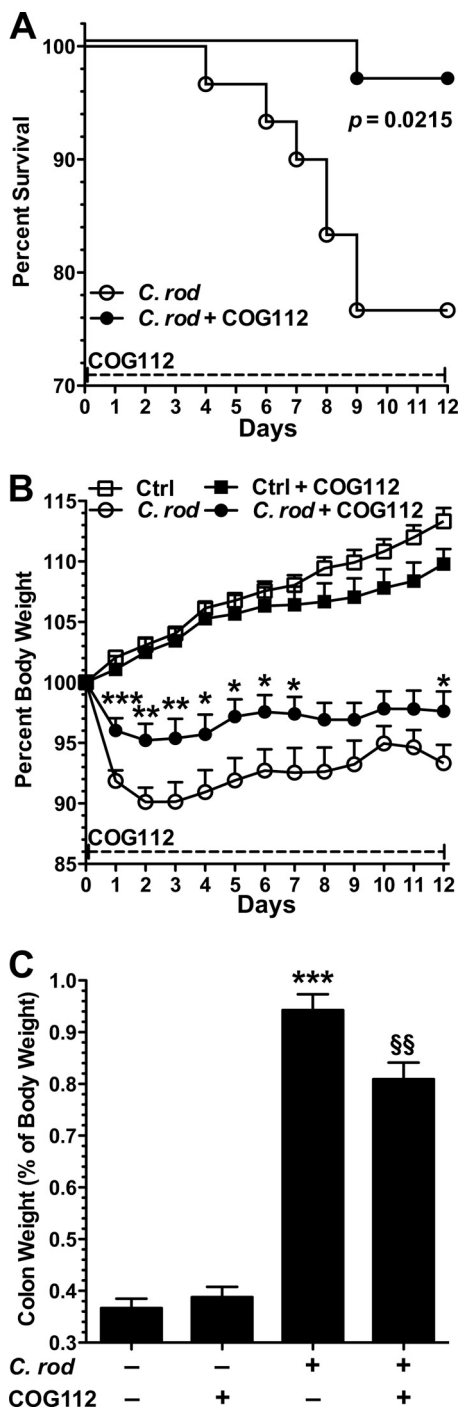 A
100
90
80
70
Percent Survival
p = 0.0215
C. rod
C. rod + COG112
COG112
0 1 2 3 4 5 6 7 8 9 10 11 12
Days
B
Ctrl Ctrl + COG112
C. rod C. rod + COG112
115
110
105
100
95
90
85
Percent Body Weight
*** ** ** * * * * *
COG112
0 1 2 3 4 5 6 7 8 9 10 11 12
Days
C
1.0
0.9
0.8
0.7
0.6
0.5
0.4
0.3
Colon Weight (% of Body Weight)
***
§§
C. rod – – + +
COG112 – + – +